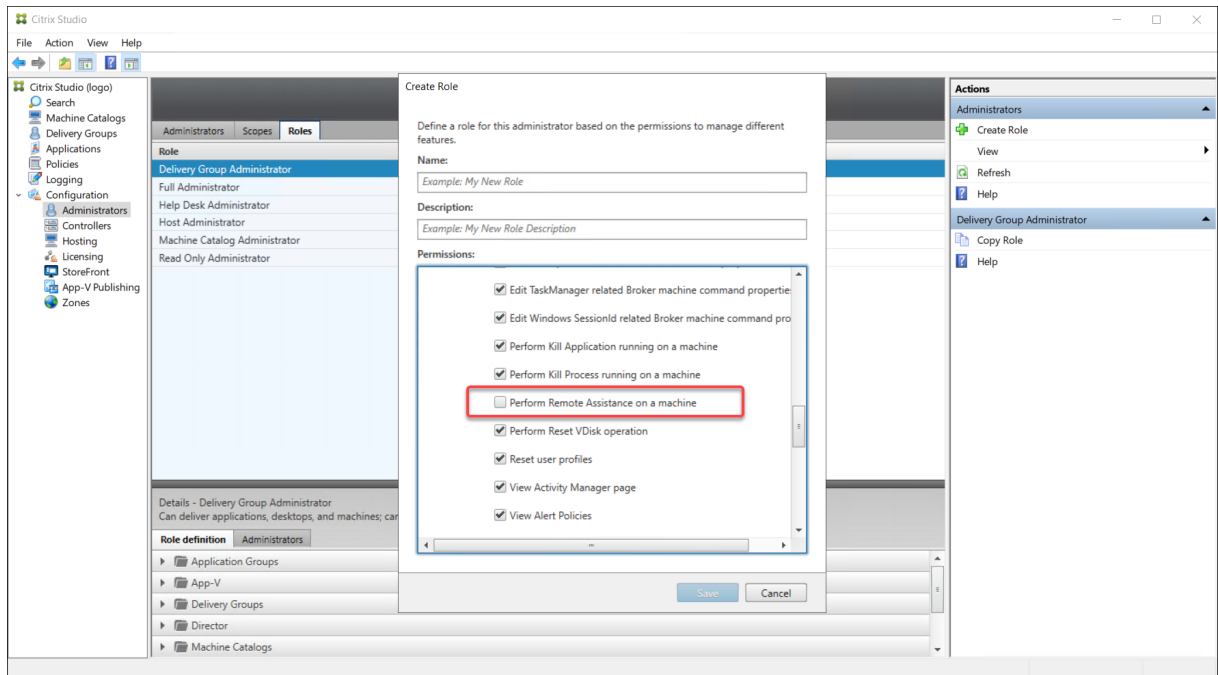 Citrix Studio
File Action View Help
Citrix Studio (logo)
Search
Machine Catalogs
Delivery Groups
Applications
Policies
Logging
Configuration
Administrators
Controllers
Hosting
Licensing
StoreFront
App-V Publishing
Zones
Administrators Scopes Roles
Role
Delivery Group Administrator
Full Administrator
Help Desk Administrator
Host Administrator
Machine Catalog Administrator
Read Only Administrator
Details - Delivery Group Administrator
Can deliver applications, desktops, and machines; car
Role definition Administrators
Application Groups
App-V
Delivery Groups
Director
Machine Catalogs
Create Role
Define a role for this administrator based on the permissions to manage different
features.
Name:
Example: My New Role
Description:
Example: My New Role Description
Permissions:
Edit TaskManager related Broker machine command propertie
Edit Windows SessionId related Broker machine command pro
Perform Kill Application running on a machine
Perform Kill Process running on a machine
Perform Remote Assistance on a machine
Perform Reset VDisk operation
Reset user profiles
View Activity Manager page
View Alert Policies
Save Cancel
Actions
Administrators
Create Role
View
Refresh
Help
Delivery Group Administrator
Copy Role
Help